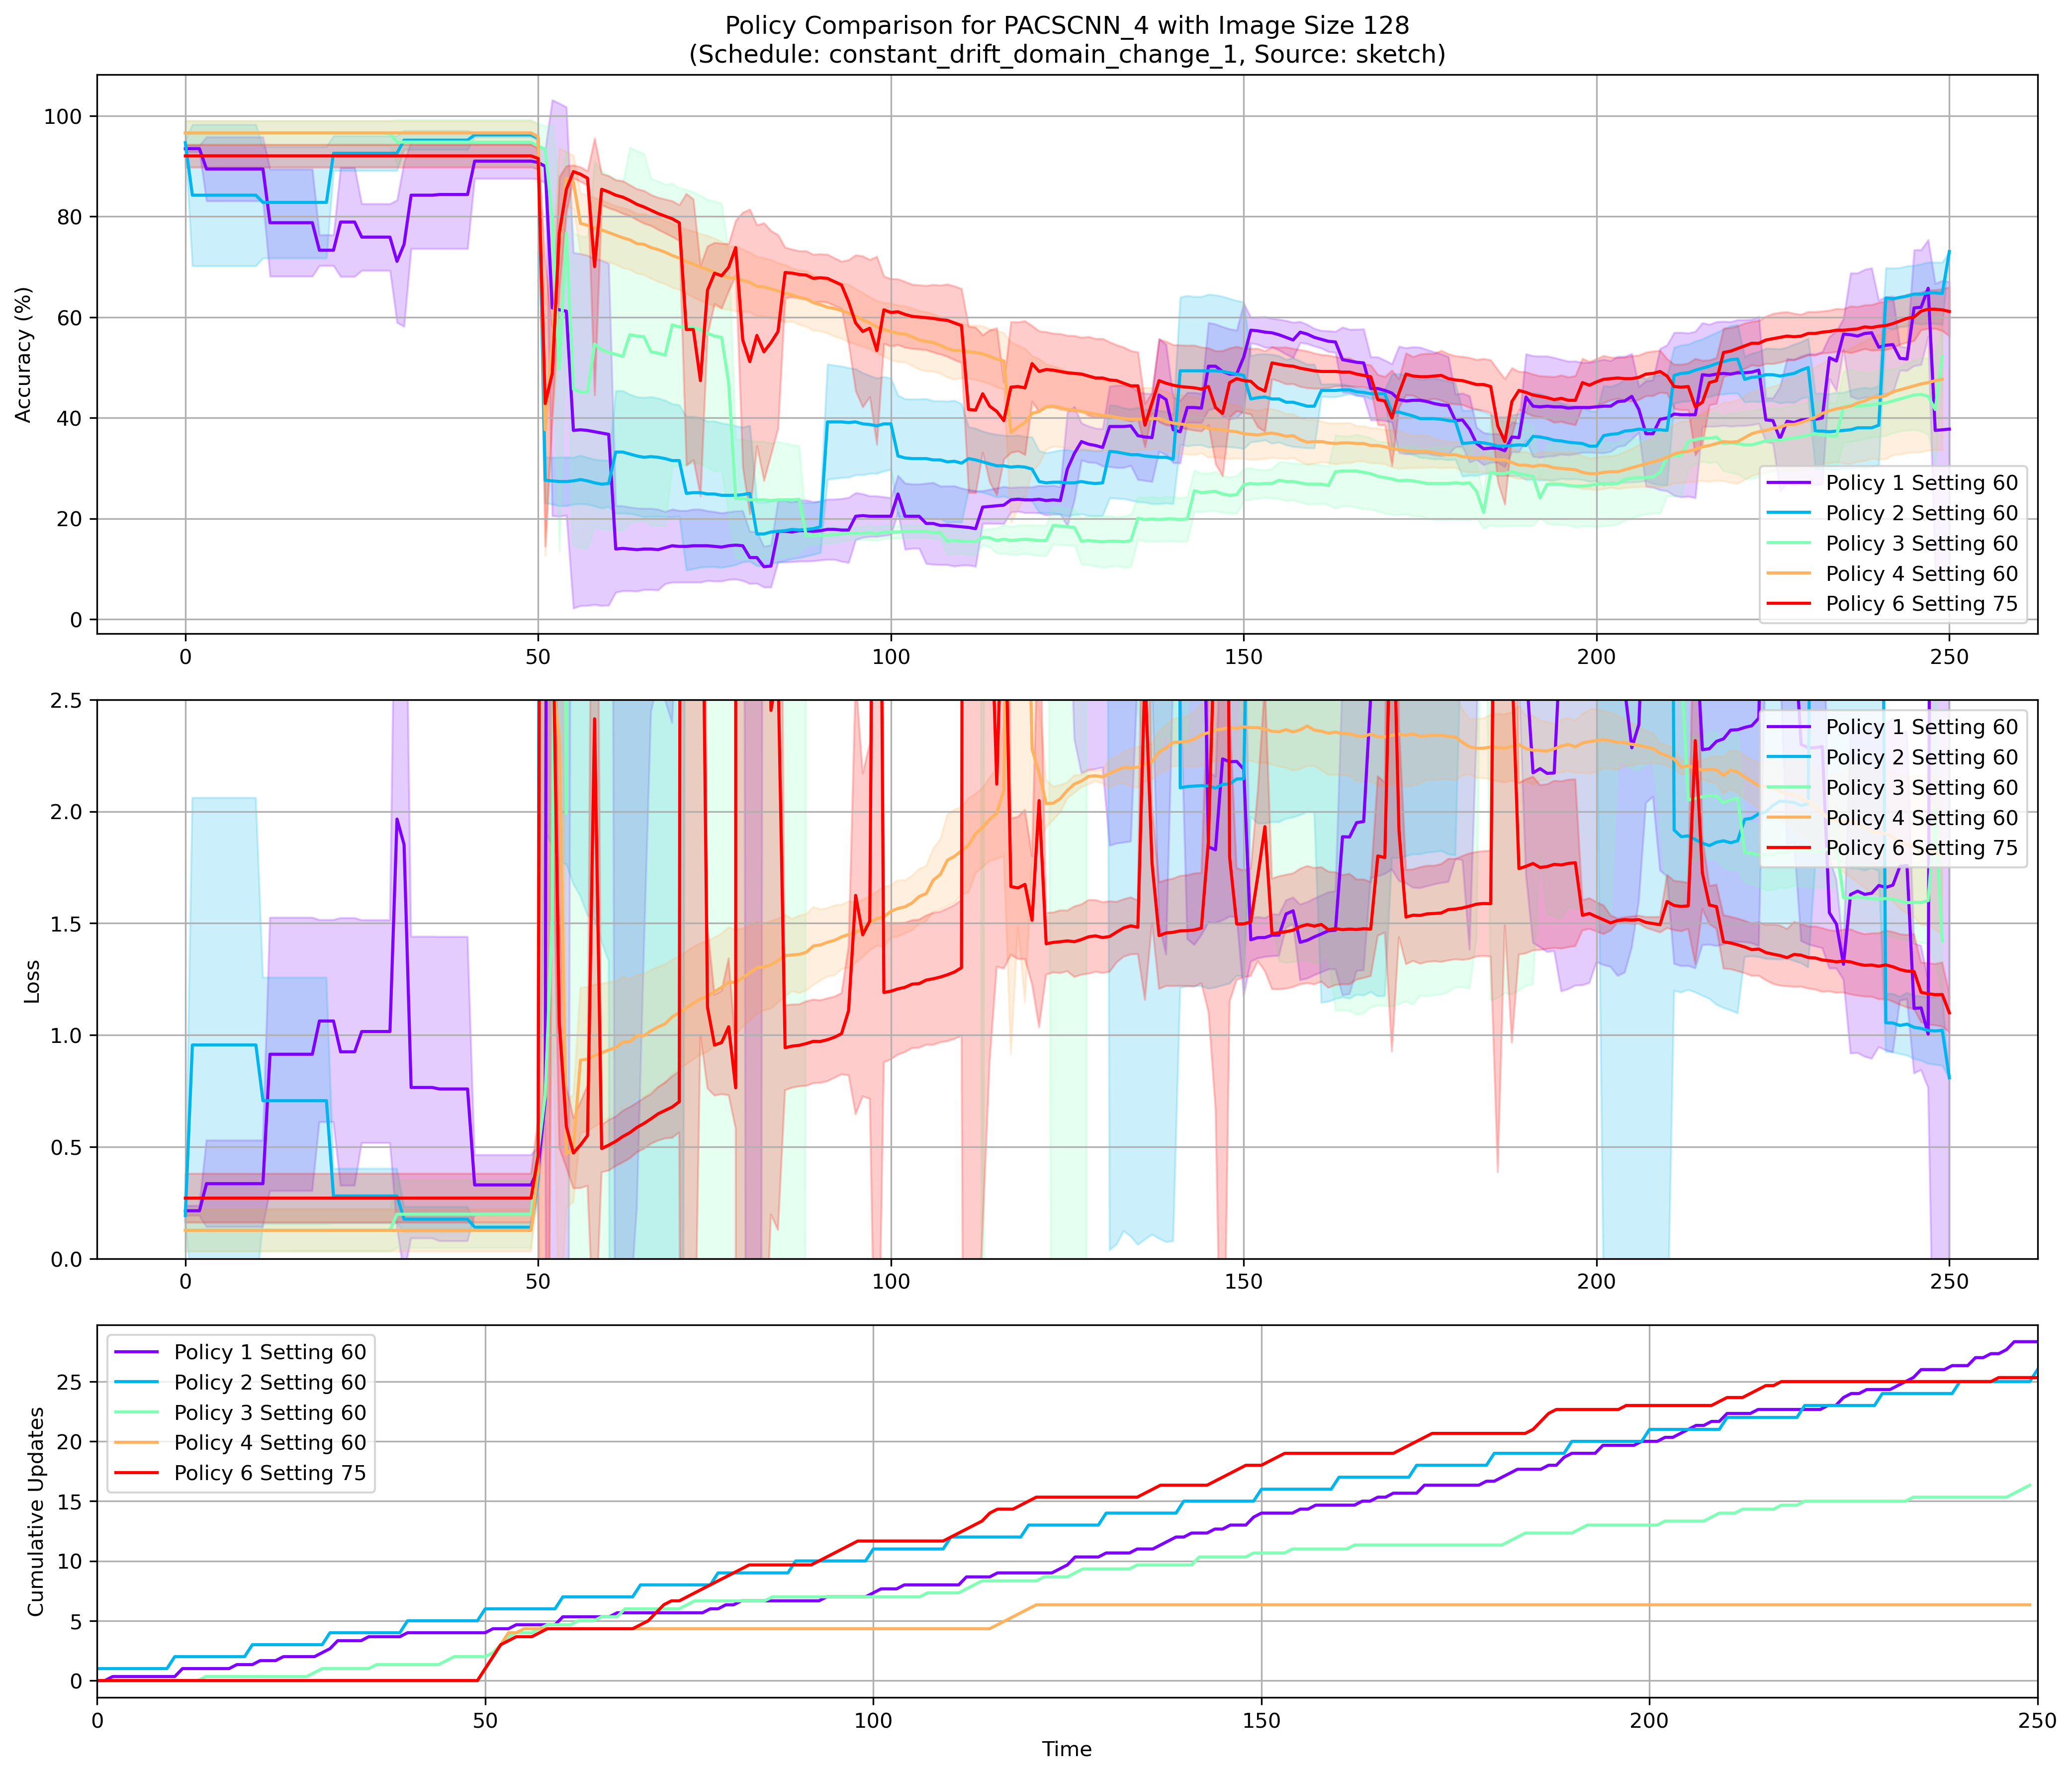 Policy Comparison for PACSCNN_4 with Image Size 128
(Schedule: constant_drift_domain_change_1, Source: sketch)
Accuracy (%)
100
80
60
40
20
0
Policy 1 Setting 60
Policy 2 Setting 60
Policy 3 Setting 60
Policy 4 Setting 60
Policy 6 Setting 75
0 50 100 150 200 250
Loss
2.5
2.0
1.5
1.0
0.5
0.0
Policy 1 Setting 60
Policy 2 Setting 60
Policy 3 Setting 60
Policy 4 Setting 60
Policy 6 Setting 75
0 50 100 150 200 250
Cumulative Updates
25
20
15
10
5
0
Policy 1 Setting 60
Policy 2 Setting 60
Policy 3 Setting 60
Policy 4 Setting 60
Policy 6 Setting 75
0 50 100 150 200 250
Time